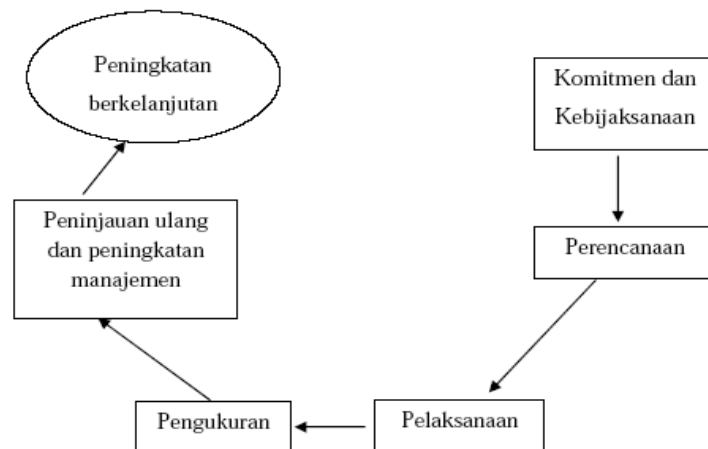 Peningkatan
berkelanjutan
Komitmen dan
Kebijaksanaan
Peninjauan ulang
dan peningkatan
manajemen
Perencanaan
Pengukuran
Pelaksanaan